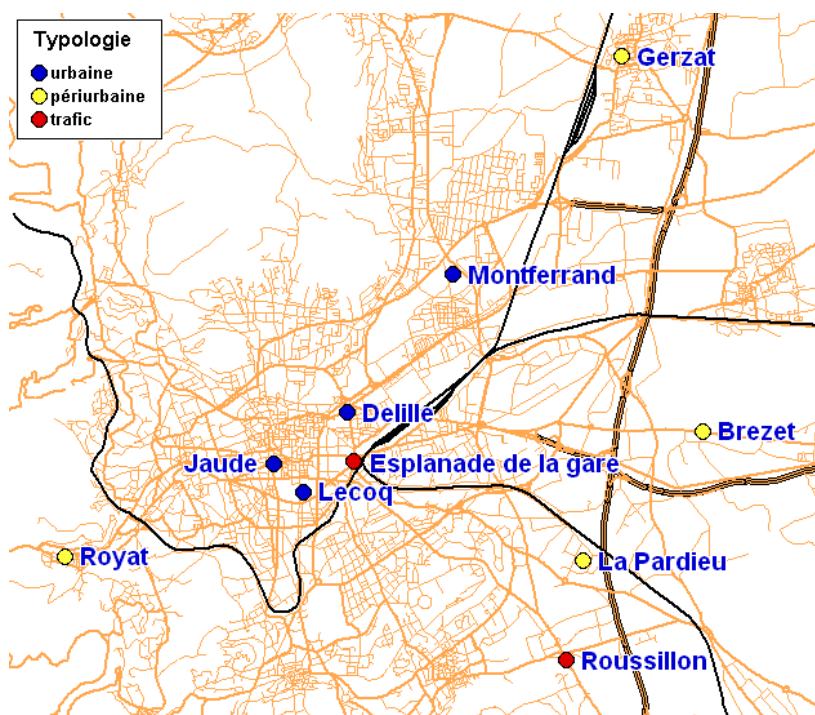 Typologie
urbaine
périurbaine
trafic
Gerzat
Montferrand
Delille
Brezet
Jaude
Esplanade de la gare
Lecoq
Royat
La Pardieu
Roussillon